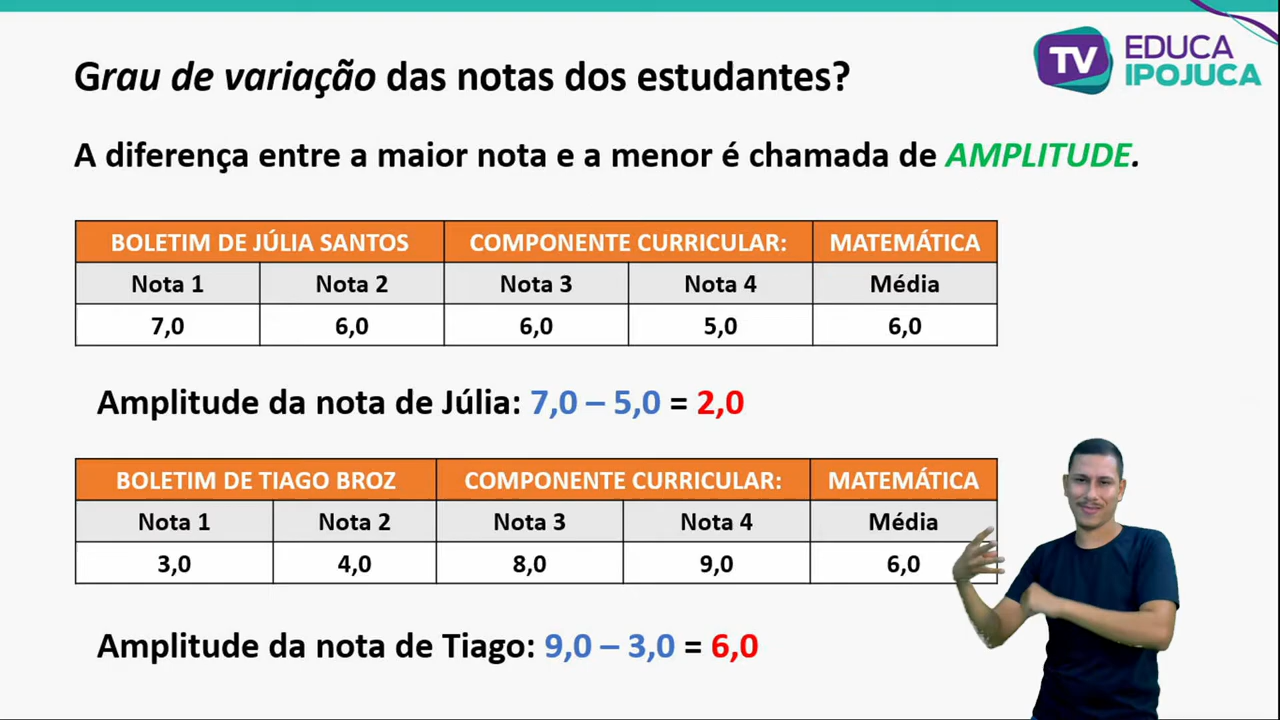 Grau de variação das notas dos estudantes?
TV EDUCA
IPOJUCA
A diferença entre a maior nota e a menor é chamada de AMPLITUDE.
BOLETIM DE JÚLIA SANTOS COMPONENTE CURRICULAR: MATEMÁTICA
Nota 1 Nota 2 Nota 3 Nota 4 Média
7,0 6,0 6,0 5,0 6,0
Amplitude da nota de Júlia: 7,0 – 5,0 = 2,0
BOLETIM DE TIAGO BROZ COMPONENTE CURRICULAR: MATEMÁTICA
Nota 1 Nota 2 Nota 3 Nota 4 Média
3,0 4,0 8,0 9,0 6,0
Amplitude da nota de Tiago: 9,0 – 3,0 = 6,0